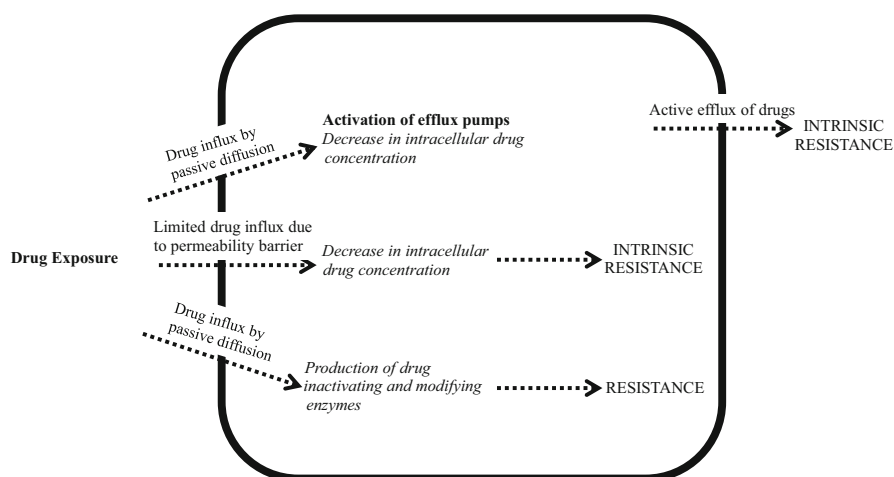 Drug Exposure
Drug influx by
passive diffusion
Activation of efflux pumps
Decrease in intracellular drug
concentration
Active efflux of drugs
INTRINSIC
RESISTANCE
Limited drug influx due
to permeability barrier
Decrease in intracellular
drug concentration
INTRINSIC
RESISTANCE
Drug influx by
passive diffusion
Production of drug
inactivating and modifying
enzymes
RESISTANCE